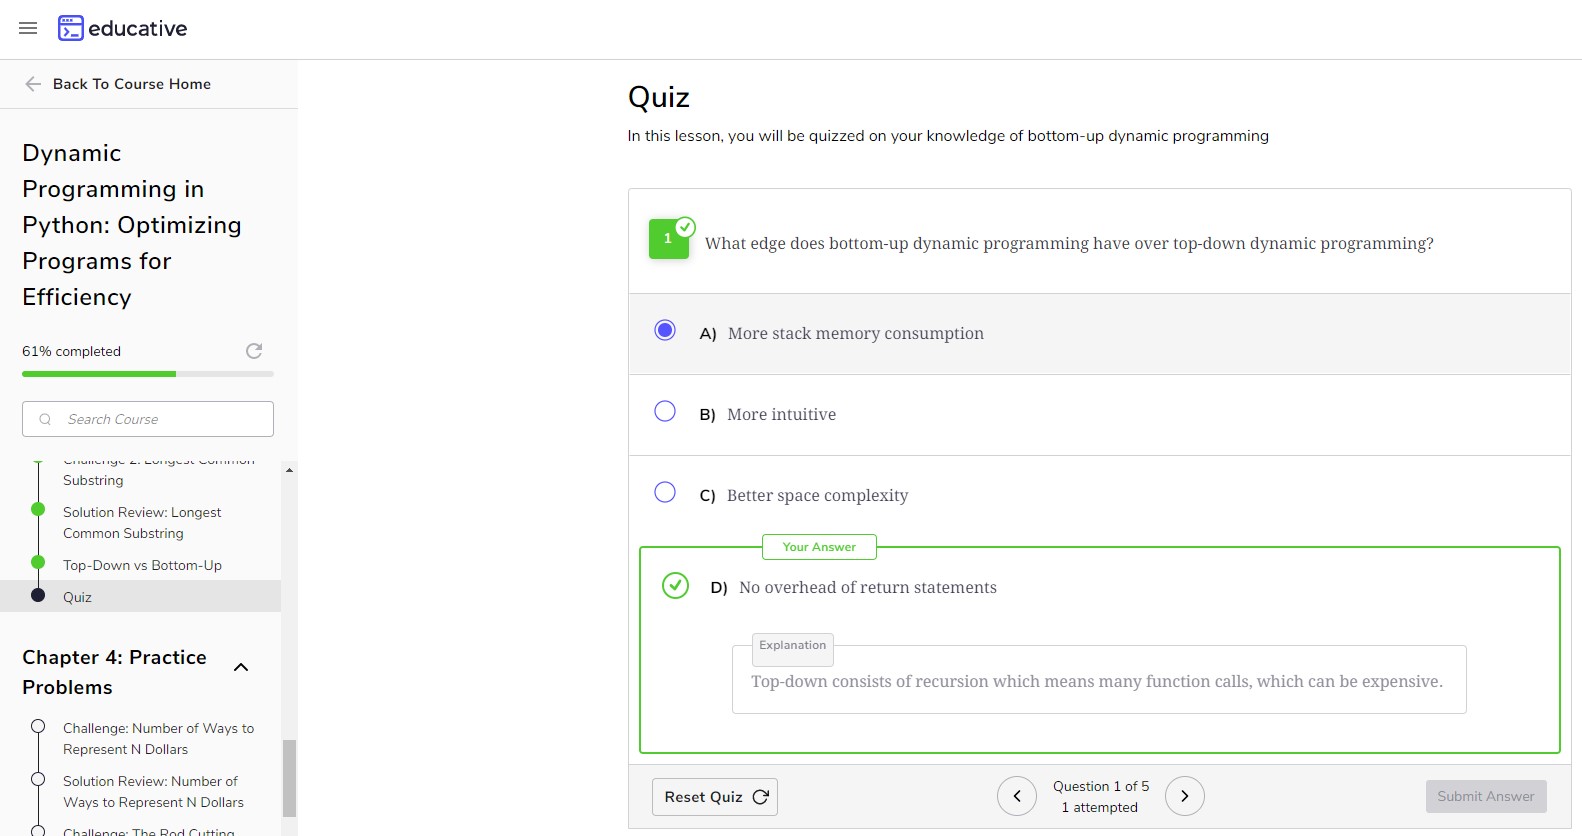 educative
Back To Course Home
Dynamic
Programming in
Python: Optimizing
Programs for
Efficiency
61% completed
Search Course
Challenge 2: Longest Common
Substring
Solution Review: Longest
Common Substring
Top-Down vs Bottom-Up
Quiz
Chapter 4: Practice
Problems
Challenge: Number of Ways to
Represent N Dollars
Solution Review: Number of
Ways to Represent N Dollars
Challenge: The Rod Cutting
Quiz
In this lesson, you will be quizzed on your knowledge of bottom-up dynamic programming
1 What edge does bottom-up dynamic programming have over top-down dynamic programming?
A) More stack memory consumption
B) More intuitive
C) Better space complexity
Your Answer
D) No overhead of return statements
Explanation
Top-down consists of recursion which means many function calls, which can be expensive.
Reset Quiz
Question 1 of 5
1 attempted
Submit Answer